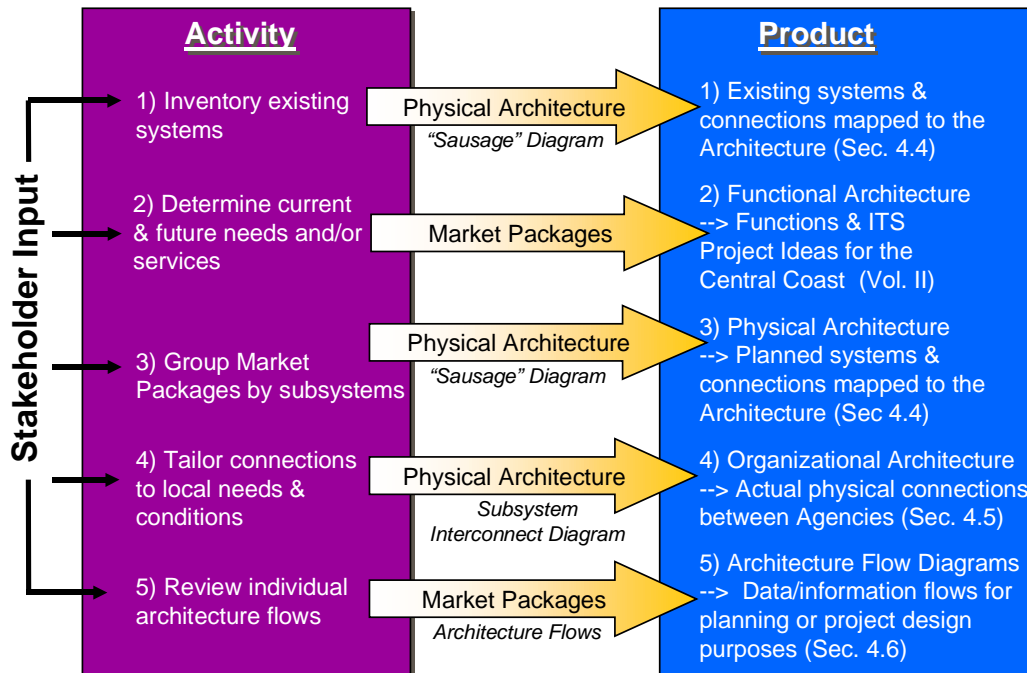 Stakeholder Input
Activity
1) Inventory existing
systems
2) Determine current
& future needs and/or
services
3) Group Market
Packages by subsystems
4) Tailor connections
to local needs &
conditions
5) Review individual
architecture flows
Physical Architecture
“Sausage” Diagram
Market Packages
Physical Architecture
“Sausage” Diagram
Physical Architecture
Subsystem
Interconnect Diagram
Market Packages
Architecture Flows
Product
1) Existing systems &
connections mapped to the
Architecture (Sec. 4.4)
2) Functional Architecture
--> Functions & ITS
Project Ideas for the
Central Coast (Vol. II)
3) Physical Architecture
--> Planned systems &
connections mapped to the
Architecture (Sec 4.4)
4) Organizational Architecture
--> Actual physical connections
between Agencies (Sec. 4.5)
5) Architecture Flow Diagrams
--> Data/information flows for
planning or project design
purposes (Sec. 4.6)